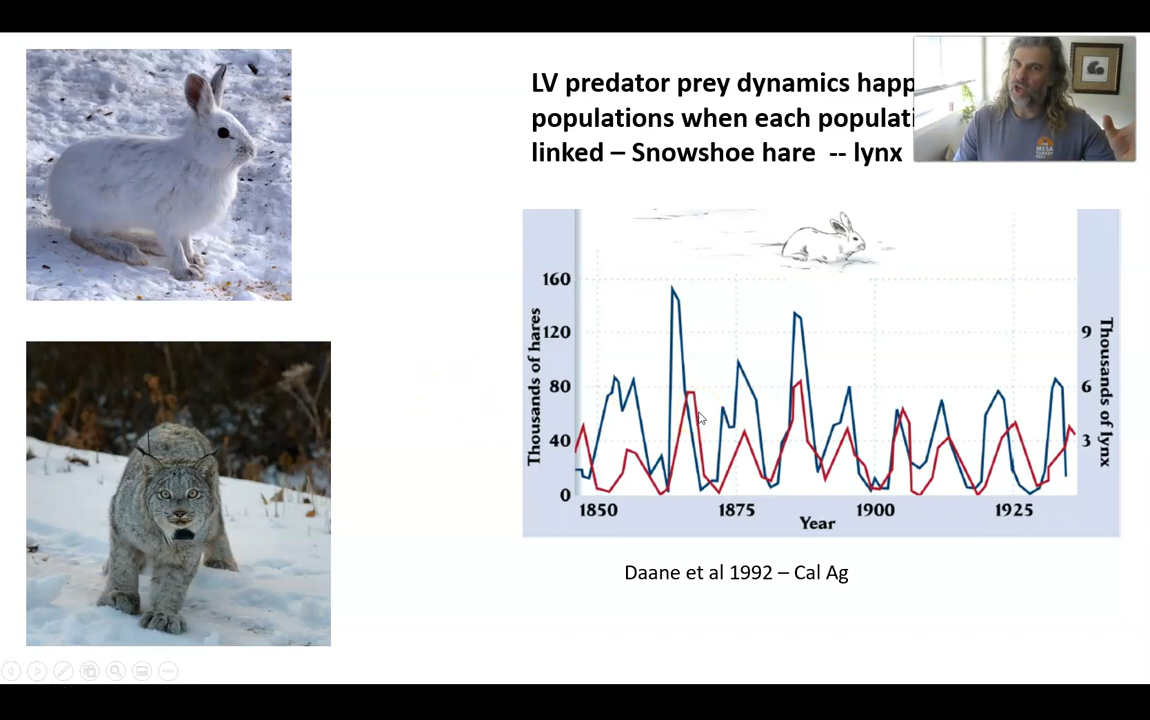 LV predator prey dynamics happ
populations when each populati
linked – Snowshoe hare -- lynx
Thousands of hares
160
120
80
40
0
9
6
3
Thousands of lynx
1850
1875
1900
1925
Year
Daane et al 1992 – Cal Ag
MESA